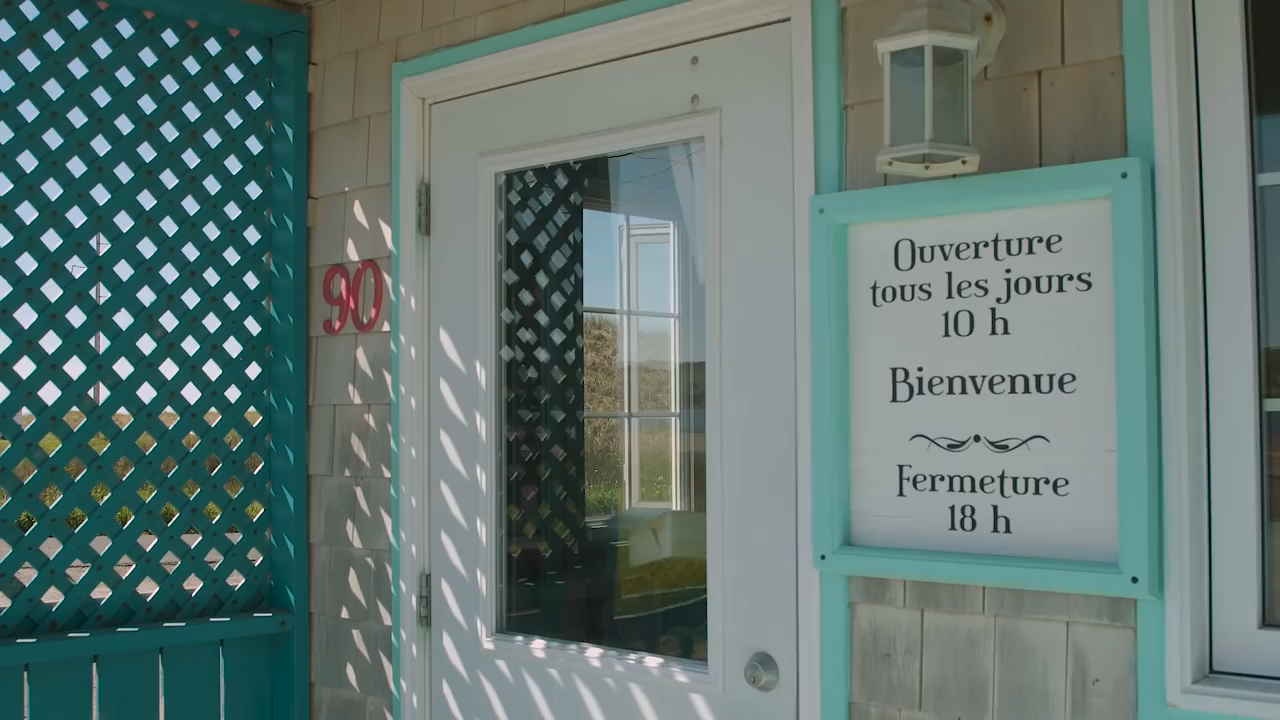 90
Ouverture
tous les jours
10 h
Bienvenue
Fermeture
18 h